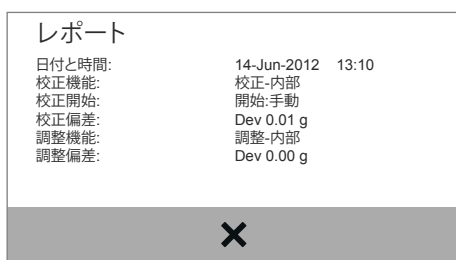 レポート
日付と時間: 14-Jun-2012 13:10
校正機能: 校正-内部
校正開始: 開始:手動
校正偏差: Dev 0.01 g
調整機能: 調整-内部
調整偏差: Dev 0.00 g